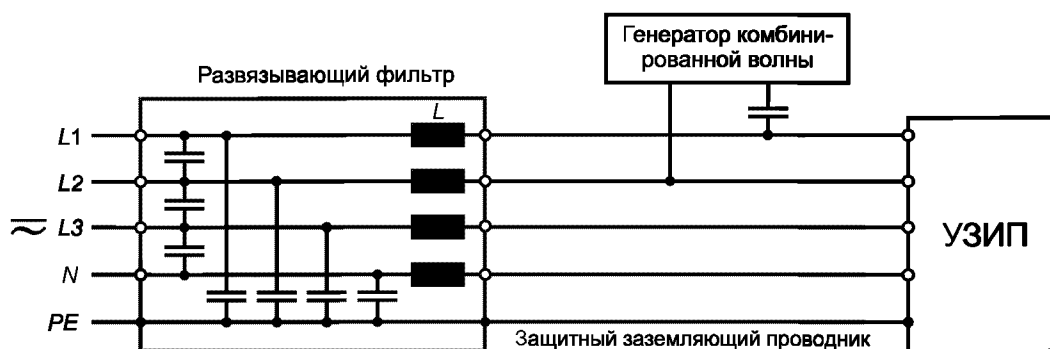 Генератор комбини-
рованной волны
Развязывающий фильтр
L
L1
L2
L3
N
PE
УЗИП
Защитный заземляющий проводник